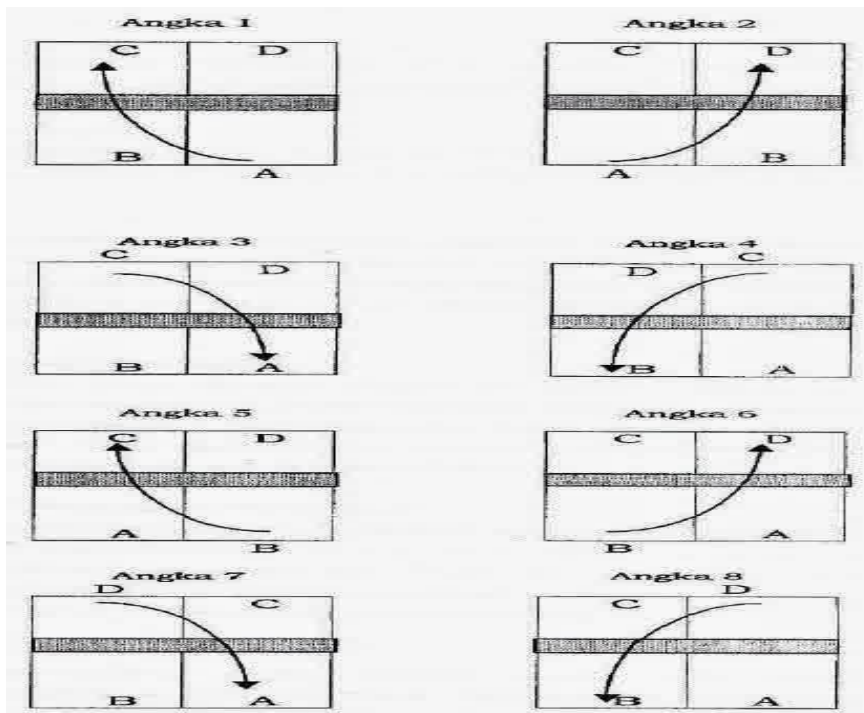 Angka 1
Angka 2
C D
C D
B
B
A
A
Angka 3
Angka 4
C
C
D
D
B A
B A
Angka 5
Angka 6
C D
C D
A
A
B
B
Angka 7
Angka 8
D
D
C
C
B A
B A